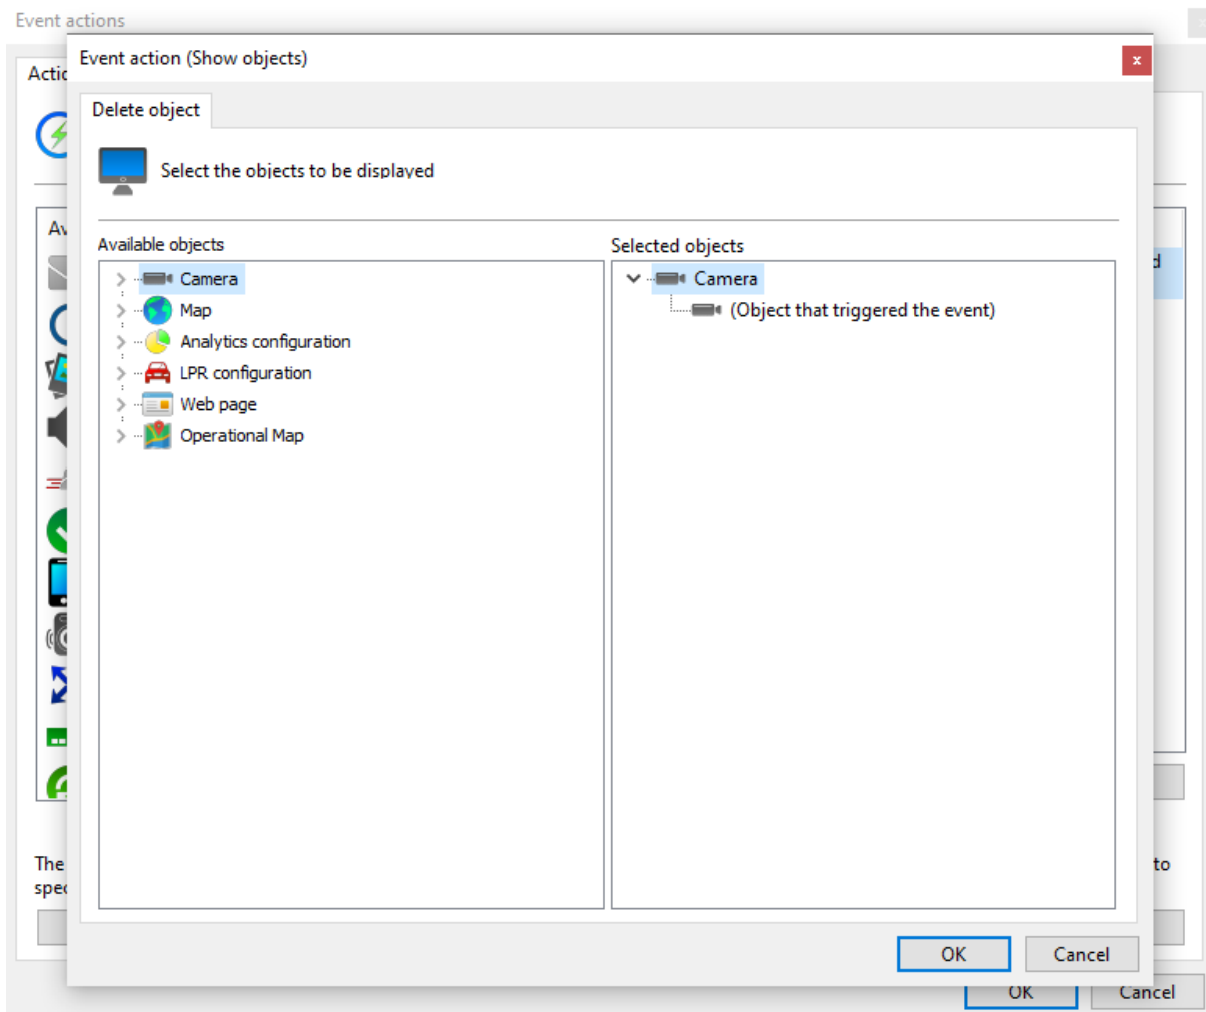 Event actions
Event action (Show objects)
x
Delete object
Select the objects to be displayed
Available objects
Selected objects
Camera
Map
Analytics configuration
LPR configuration
Web page
Operational Map
Camera
(Object that triggered the event)
The
to
OK
Cancel
OK
Cancel